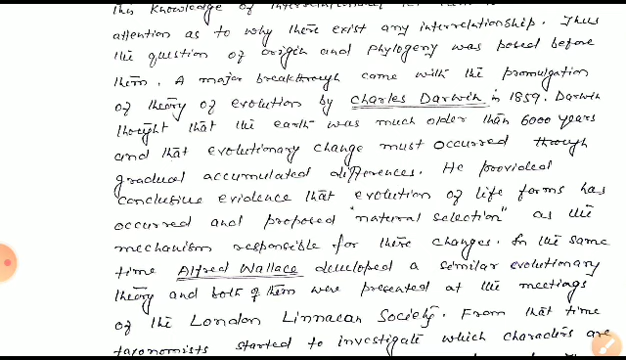 this knowledge of
attention as to why there exist any interrelationship. Thus
the question of origin and phylogeny was posed before
them. A major breakthrough came with the promulgation
of theory of evolution by Charles Darwin in 1859. Darwin
thought that the earth was much older than 6000 years
and that evolutionary change must occurred through
gradual accumulated differences. He provided
conclusive evidence that evolution of life forms has
occurred and proposed "natural selection" as the
mechanism responsible for there changes. In the same
time Alfred Wallace developed a similar evolutionary
theory and both of them were presented at the meetings
of the London Linnaean Society. From that time
taxonomists started to investigate which characters are